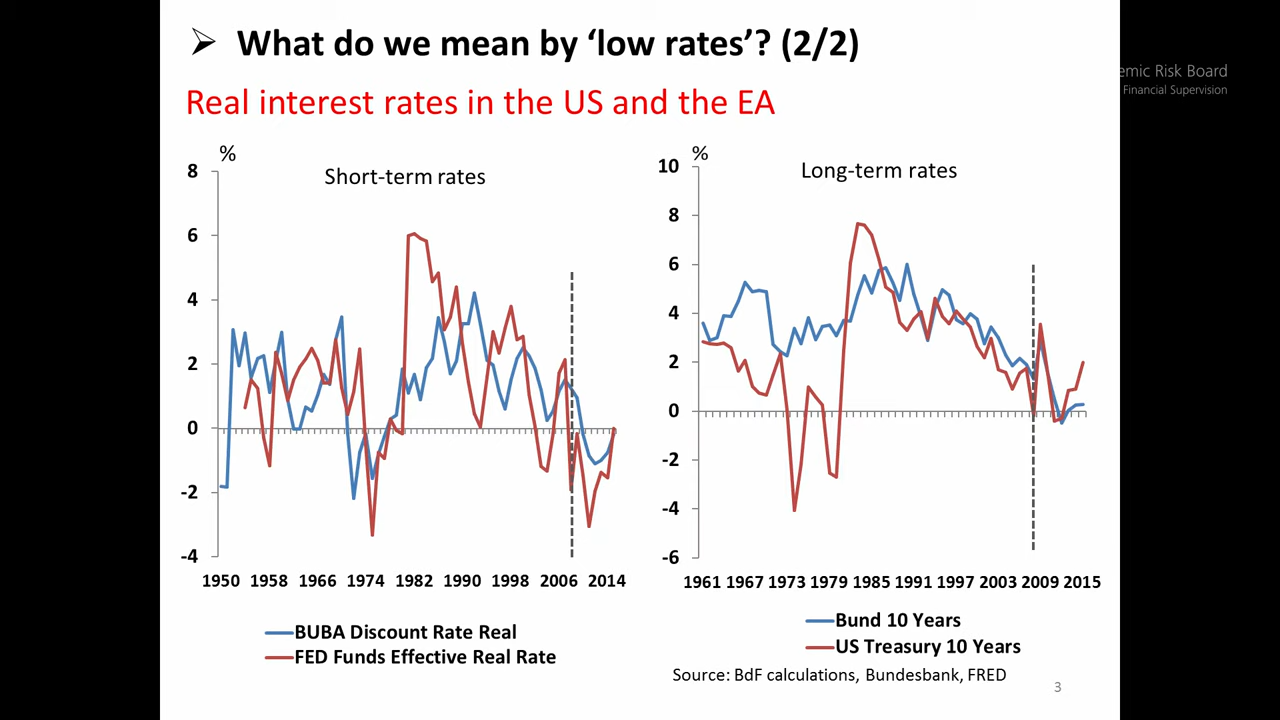 ➢ What do we mean by ‘low rates’? (2/2)
emic Risk Board
Financial Supervision
Real interest rates in the US and the EA
%
Short-term rates
8
6
4
2
0
-2
-4
1950 1958 1966 1974 1982 1990 1998 2006 2014
BUBA Discount Rate Real
FED Funds Effective Real Rate
%
Long-term rates
10
8
6
4
2
0
-2
-4
-6
1961 1967 1973 1979 1985 1991 1997 2003 2009 2015
Bund 10 Years
US Treasury 10 Years
Source: BdF calculations, Bundesbank, FRED
3